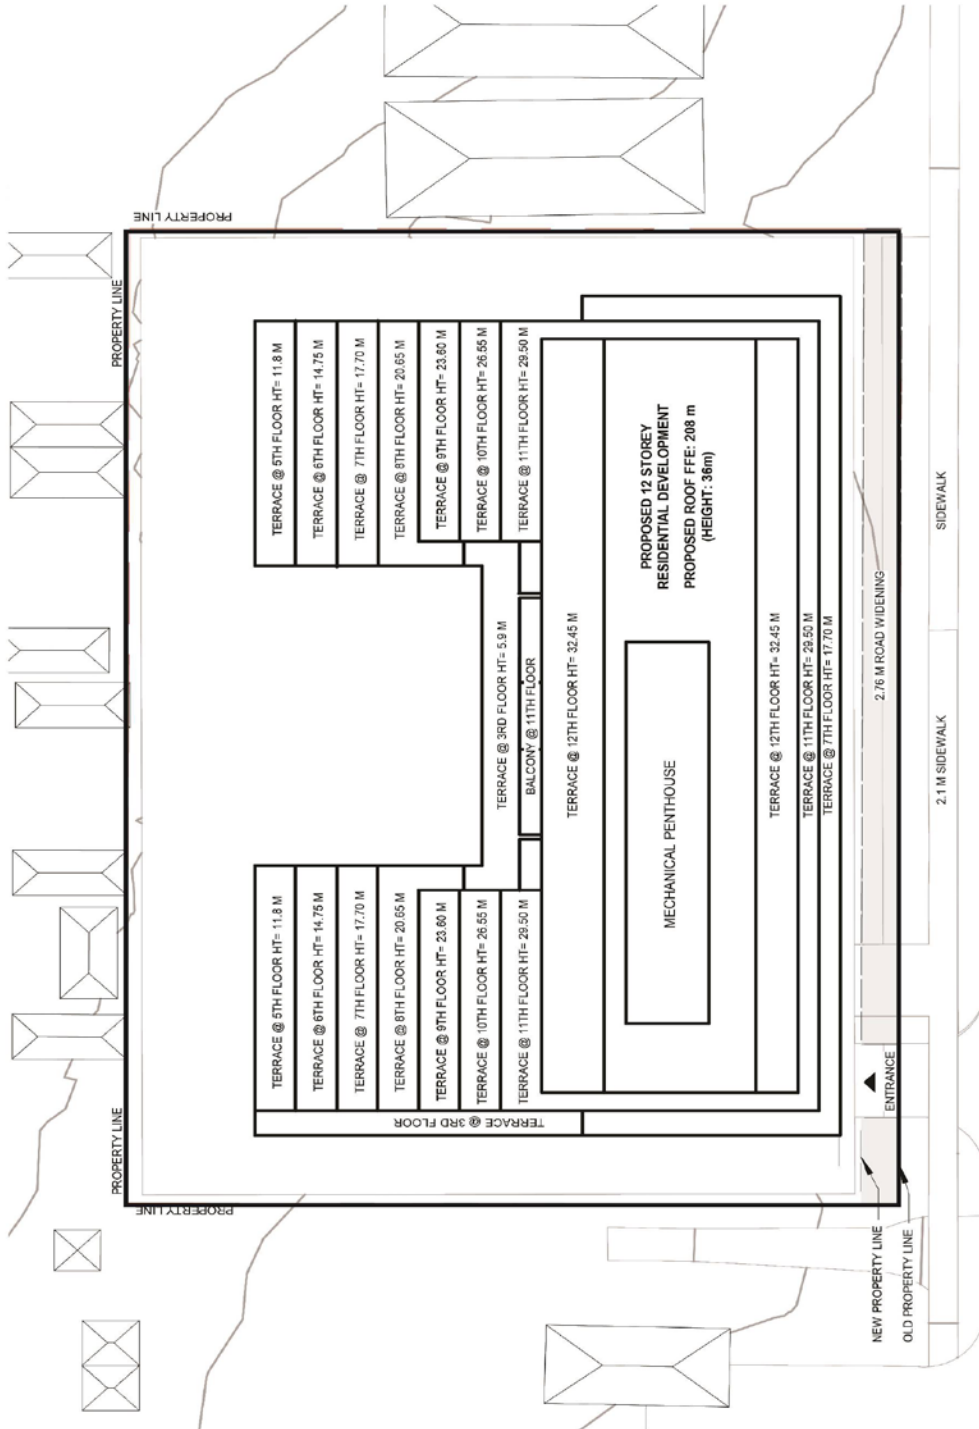 PROPERTY LINE
PROPERTY LINE
PROPERTY LINE
PROPERTY LINE
TERRACE @ 5TH FLOOR HT= 11.8 M
TERRACE @ 6TH FLOOR HT= 14.75 M
TERRACE @ 7TH FLOOR HT= 17.70 M
TERRACE @ 8TH FLOOR HT= 20.65 M
TERRACE @ 9TH FLOOR HT= 23.60 M
TERRACE @ 10TH FLOOR HT= 26.55 M
TERRACE @ 11TH FLOOR HT= 29.50 M
TERRACE @ 5TH FLOOR HT= 11.8 M
TERRACE @ 6TH FLOOR HT= 14.75 M
TERRACE @ 7TH FLOOR HT= 17.70 M
TERRACE @ 8TH FLOOR HT= 20.65 M
TERRACE @ 9TH FLOOR HT= 23.60 M
TERRACE @ 10TH FLOOR HT= 26.55 M
TERRACE @ 11TH FLOOR HT= 29.50 M
TERRACE @ 3RD FLOOR
TERRACE @ 3RD FLOOR HT= 5.9 M
BALCONY @ 11TH FLOOR
TERRACE @ 12TH FLOOR HT= 32.45 M
MECHANICAL PENTHOUSE
PROPOSED 12 STOREY
RESIDENTIAL DEVELOPMENT
PROPOSED ROOF FFE: 208 m
(HEIGHT: 36m)
TERRACE @ 12TH FLOOR HT= 32.45 M
TERRACE @ 11TH FLOOR HT= 29.50 M
TERRACE @ 7TH FLOOR HT= 17.70 M
2.76 M ROAD WIDENING
ENTRANCE
NEW PROPERTY LINE
OLD PROPERTY LINE
2.1 M SIDEWALK
SIDEWALK